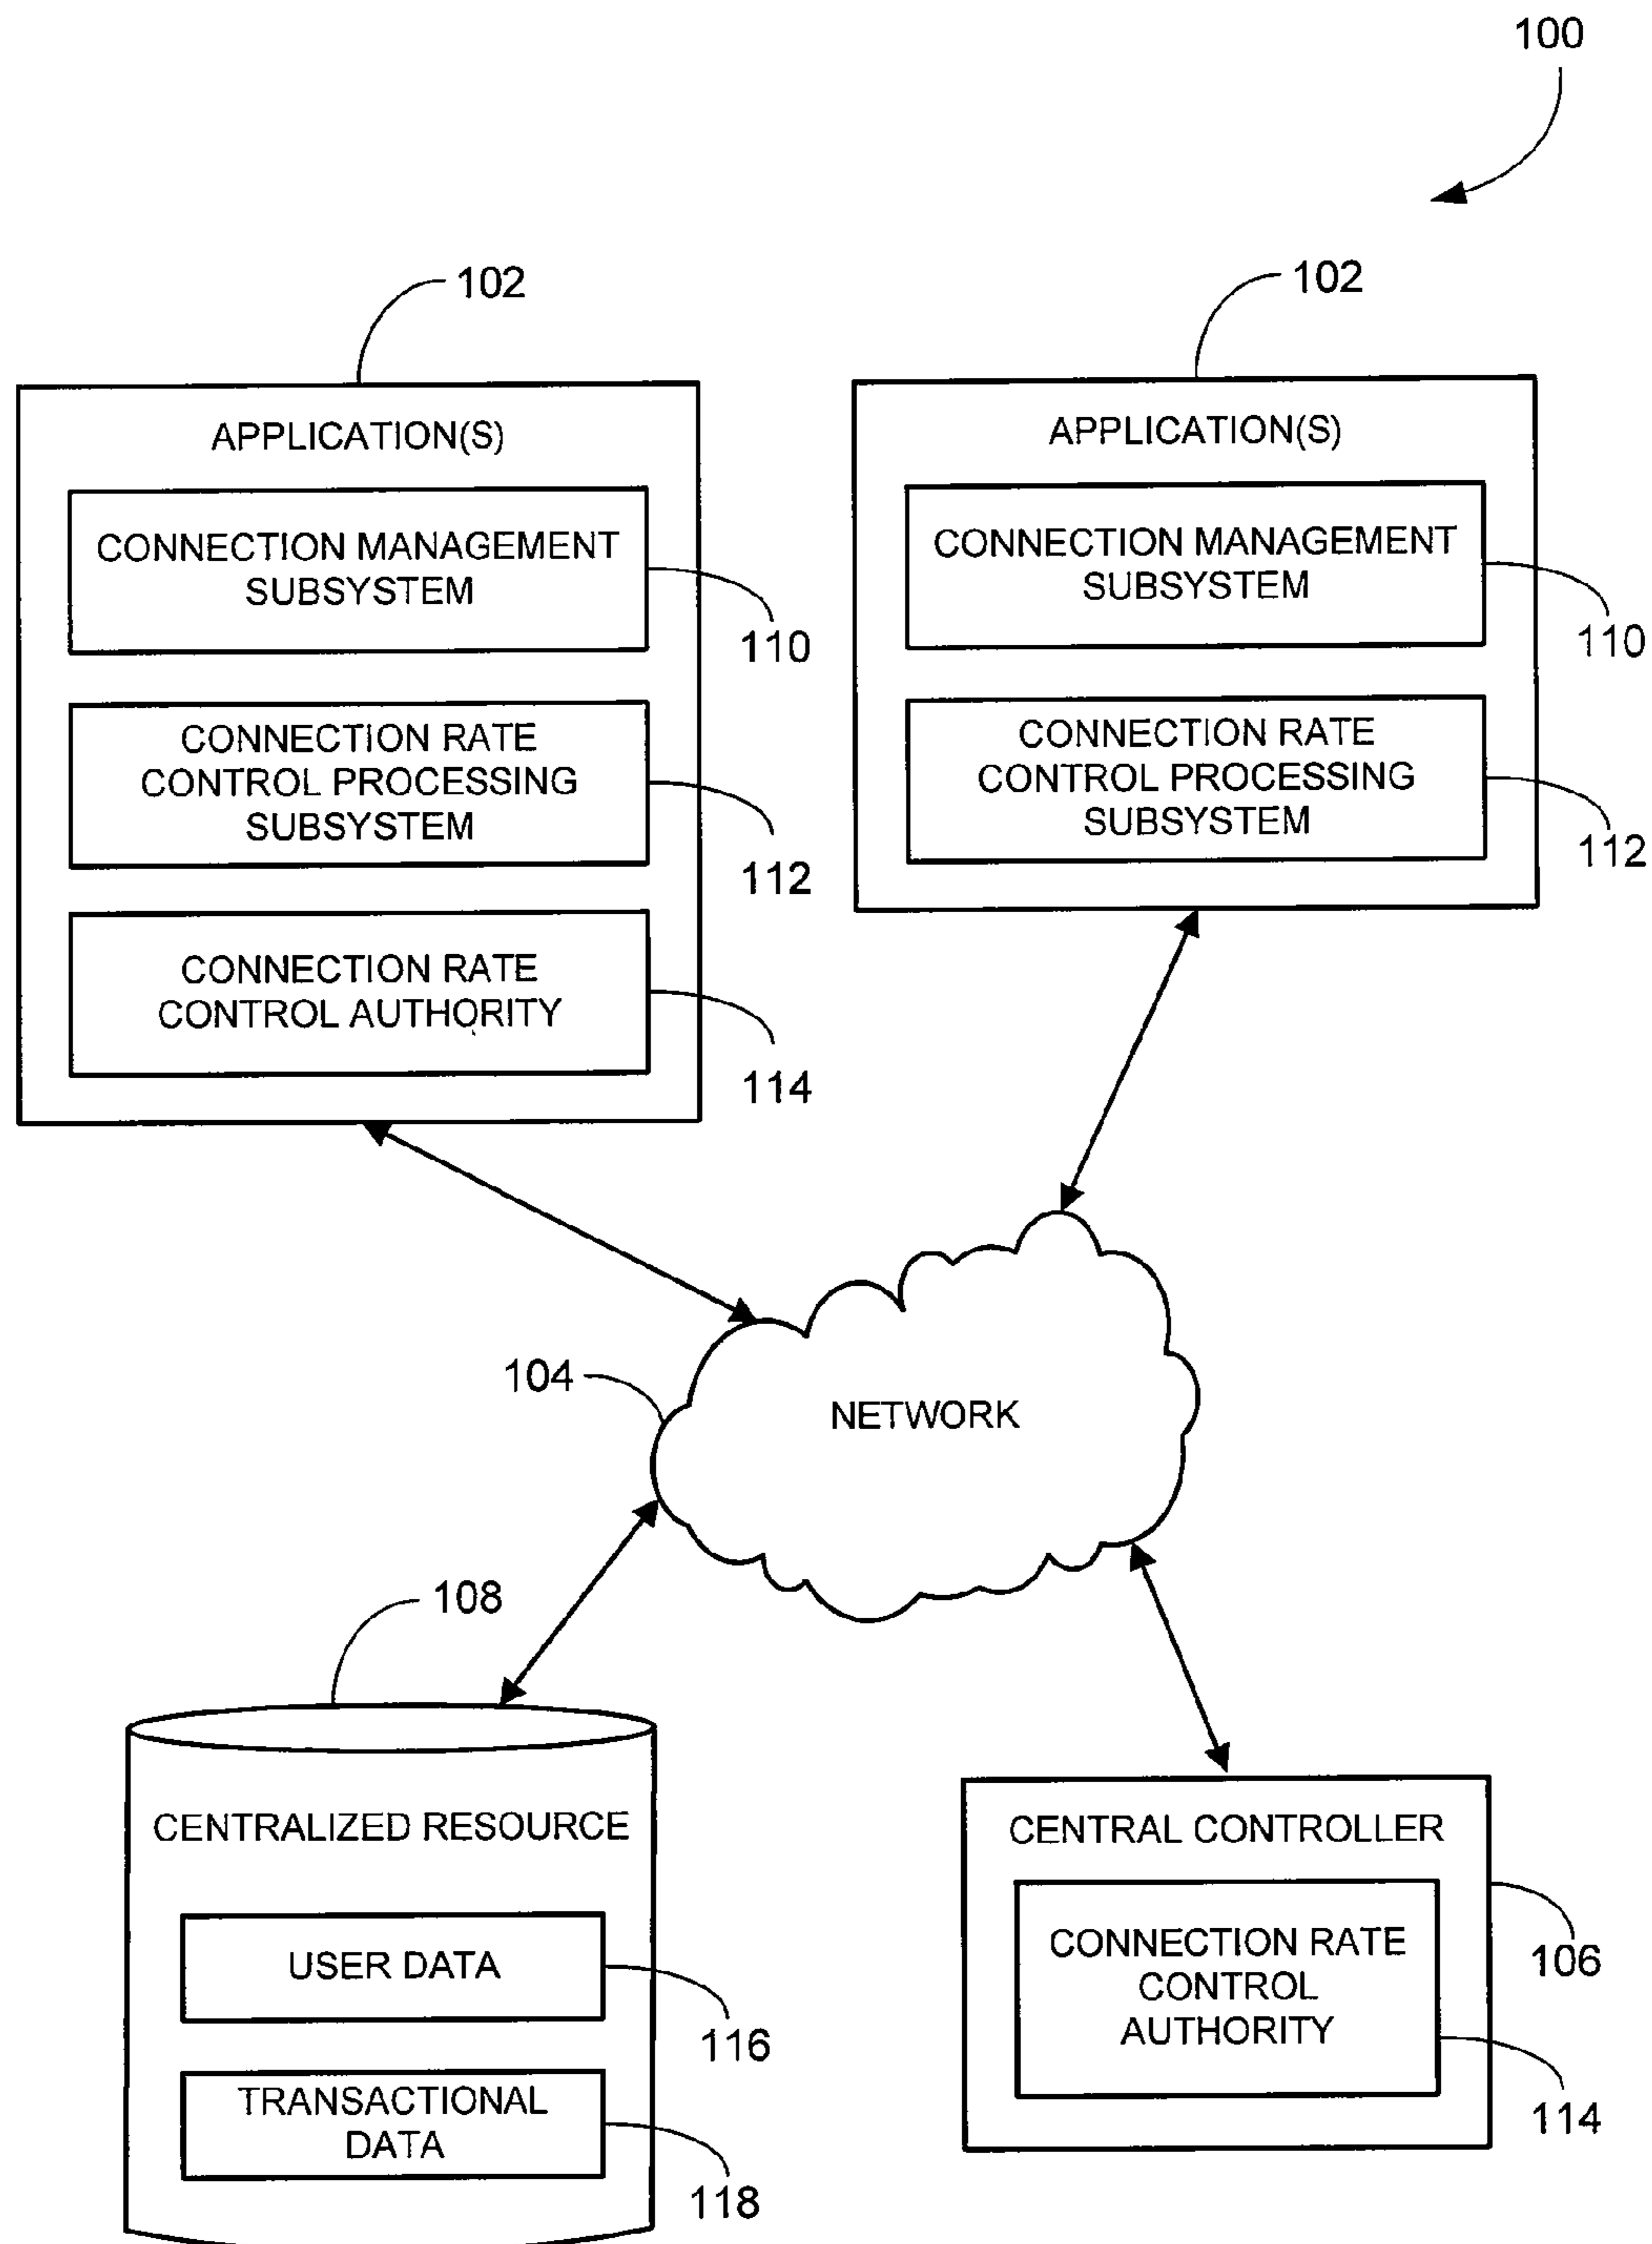 100
102
102
APPLICATION(S)
CONNECTION MANAGEMENT
SUBSYSTEM
110
CONNECTION RATE
CONTROL PROCESSING
SUBSYSTEM
112
CONNECTION RATE
CONTROL AUTHORITY
114
APPLICATION(S)
CONNECTION MANAGEMENT
SUBSYSTEM
110
CONNECTION RATE
CONTROL PROCESSING
SUBSYSTEM
112
104
NETWORK
108
CENTRALIZED RESOURCE
USER DATA
116
TRANSACTIONAL
DATA
118
CENTRAL CONTROLLER
106
CONNECTION RATE
CONTROL
AUTHORITY
114